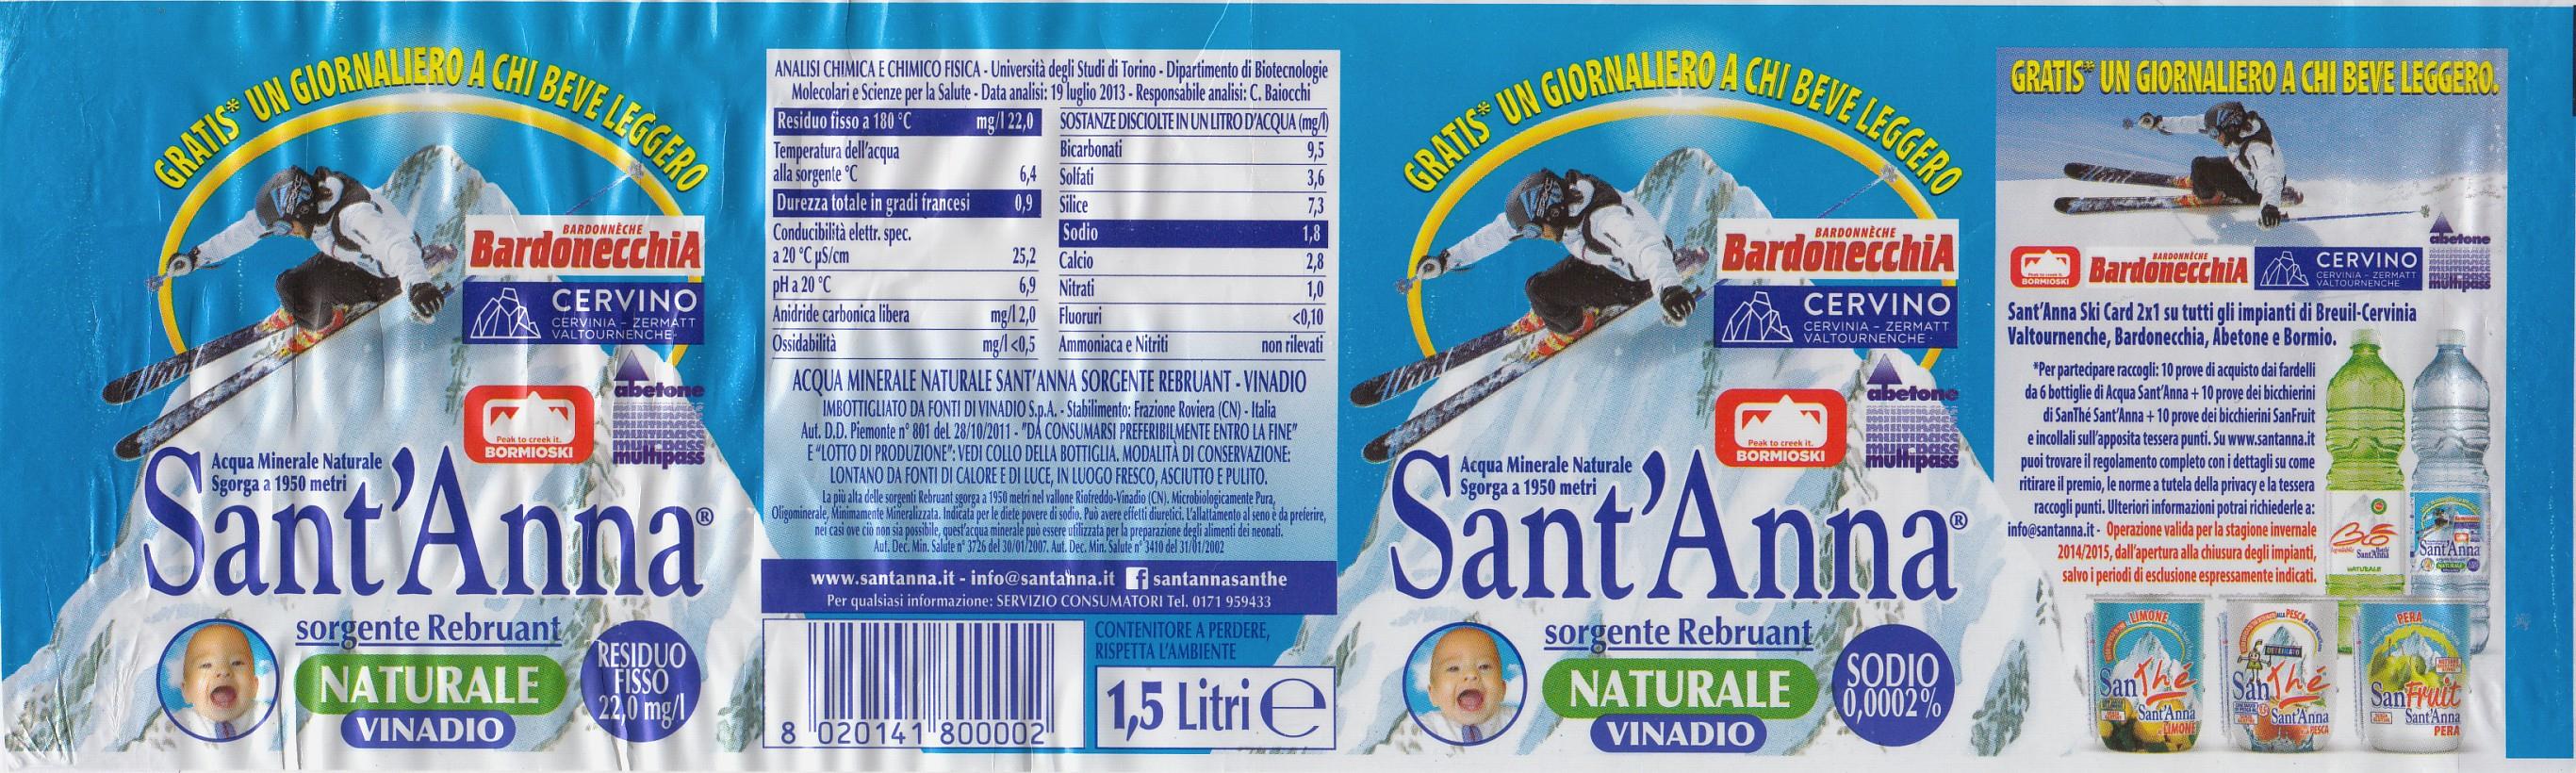 GRATIS* UN GIORNALIERO A CHI BEVE LEGGERO
BARDONNÈCHE
BardonecchiA
CERVINO
CERVINIA - ZERMATT
VALTOURNENCHE
abetone
multipass
Peak to creek it.
BORMIOSKI
Acqua Minerale Naturale
Sgorga a 1950 metri
Sant'Anna®
sorgente Rebruant
NATURALE
VINADIO
RESIDUO
FISSO
22,0 mg/l
ANALISI CHIMICA E CHIMICO FISICA - Università degli Studi di Torino - Dipartimento di Biotecnologie
Molecolari e Scienze per la Salute - Data analisi: 19 luglio 2013 - Responsabile analisi: C. Baiocchi
Residuo fisso a 180 °C mg/l 22,0
Temperatura dell'acqua
alla sorgente °C 6,4
Durezza totale in gradi francesi 0,9
Conducibilità elettr. spec.
a 20 °C µS/cm 25,2
pH a 20 °C 6,9
Anidride carbonica libera mg/l 2,0
Ossidabilità mg/l <0,5
SOSTANZE DISCIOLTE IN UN LITRO D'ACQUA (mg/l)
Bicarbonati 9,5
Solfati 3,6
Silice 7,3
Sodio 1,8
Calcio 2,8
Nitrati 1,0
Fluoruri <0,10
Ammoniaca e Nitriti non rilevati
ACQUA MINERALE NATURALE SANT'ANNA SORGENTE REBRUANT - VINADIO
IMBOTTIGLIATO DA FONTI DI VINADIO S.p.A. - Stabilimento: Frazione Roviera (CN) - Italia
Aut. D.D. Piemonte n° 801 deL 28/10/2011 - "DA CONSUMARSI PREFERIBILMENTE ENTRO LA FINE"
E "LOTTO DI PRODUZIONE": VEDI COLLO DELLA BOTTIGLIA. MODALITÀ DI CONSERVAZIONE:
LONTANO DA FONTI DI CALORE E DI LUCE, IN LUOGO FRESCO, ASCIUTTO E PULITO.
La più alta delle sorgenti Rebruant sgorga a 1950 metri nel vallone Riofreddo-Vinadio (CN). Microbiologicamente Pura,
Oligominerale, Minimamente Mineralizzata. Indicata per le diete povere di sodio. Può avere effetti diuretici. L'allattamento al seno è da preferire,
nei casi ove ciò non sia possibile, quest'acqua minerale può essere utilizzata per la preparazione degli alimenti dei neonati.
Aut. Dec. Min. Salute n° 3726 del 30/01/2007. Aut. Dec. Min. Salute n° 3410 del 31/01/2002
www.santanna.it - info@santanna.it f santannasanthe
Per qualsiasi informazione: SERVIZIO CONSUMATORI Tel. 0171 959433
8 020141 800002
CONTENITORE A PERDERE,
RISPETTA L'AMBIENTE
1,5 Litri e
GRATIS* UN GIORNALIERO A CHI BEVE LEGGERO
BARDONNÈCHE
BardonecchiA
CERVINO
CERVINIA - ZERMATT
VALTOURNENCHE
abetone
multipass
Peak to creek it.
BORMIOSKI
Acqua Minerale Naturale
Sgorga a 1950 metri
Sant'Anna®
sorgente Rebruant
NATURALE
VINADIO
SODIO
0,0002%
GRATIS* UN GIORNALIERO A CHI BEVE LEGGERO.
Peak to creek it.
BORMIOSKI
BARDONNÈCHE
BardonecchiA
CERVINO
CERVINIA - ZERMATT
VALTOURNENCHE
abetone
multipass
Sant'Anna Ski Card 2x1 su tutti gli impianti di Breuil-Cervinia
Valtournenche, Bardonecchia, Abetone e Bormio.
*Per partecipare raccogli: 10 prove di acquisto dai fardelli
da 6 bottiglie di Acqua Sant'Anna + 10 prove dei bicchierini
di SanThé Sant'Anna + 10 prove dei bicchierini SanFruit
e incollali sull'apposita tessera punti. Su www.santanna.it
puoi trovare il regolamento completo con i dettagli su come
ritirare il premio, le norme a tutela della privacy e la tessera
raccogli punti. Ulteriori informazioni potrai richiederle a:
info@santanna.it - Operazione valida per la stagione invernale
2014/2015, dall'apertura alla chiusura degli impianti,
salvo i periodi di esclusione espressamente indicati.
Sant'Anna
NATURALE
Sant'Anna
NATURALE
LIMONE
SanThé
Sant'Anna
LIMONE
ALLA PESCA
DETEINATO
SanThé
Sant'Anna
PESCA
PERA
SanFruit
Sant'Anna
PERA